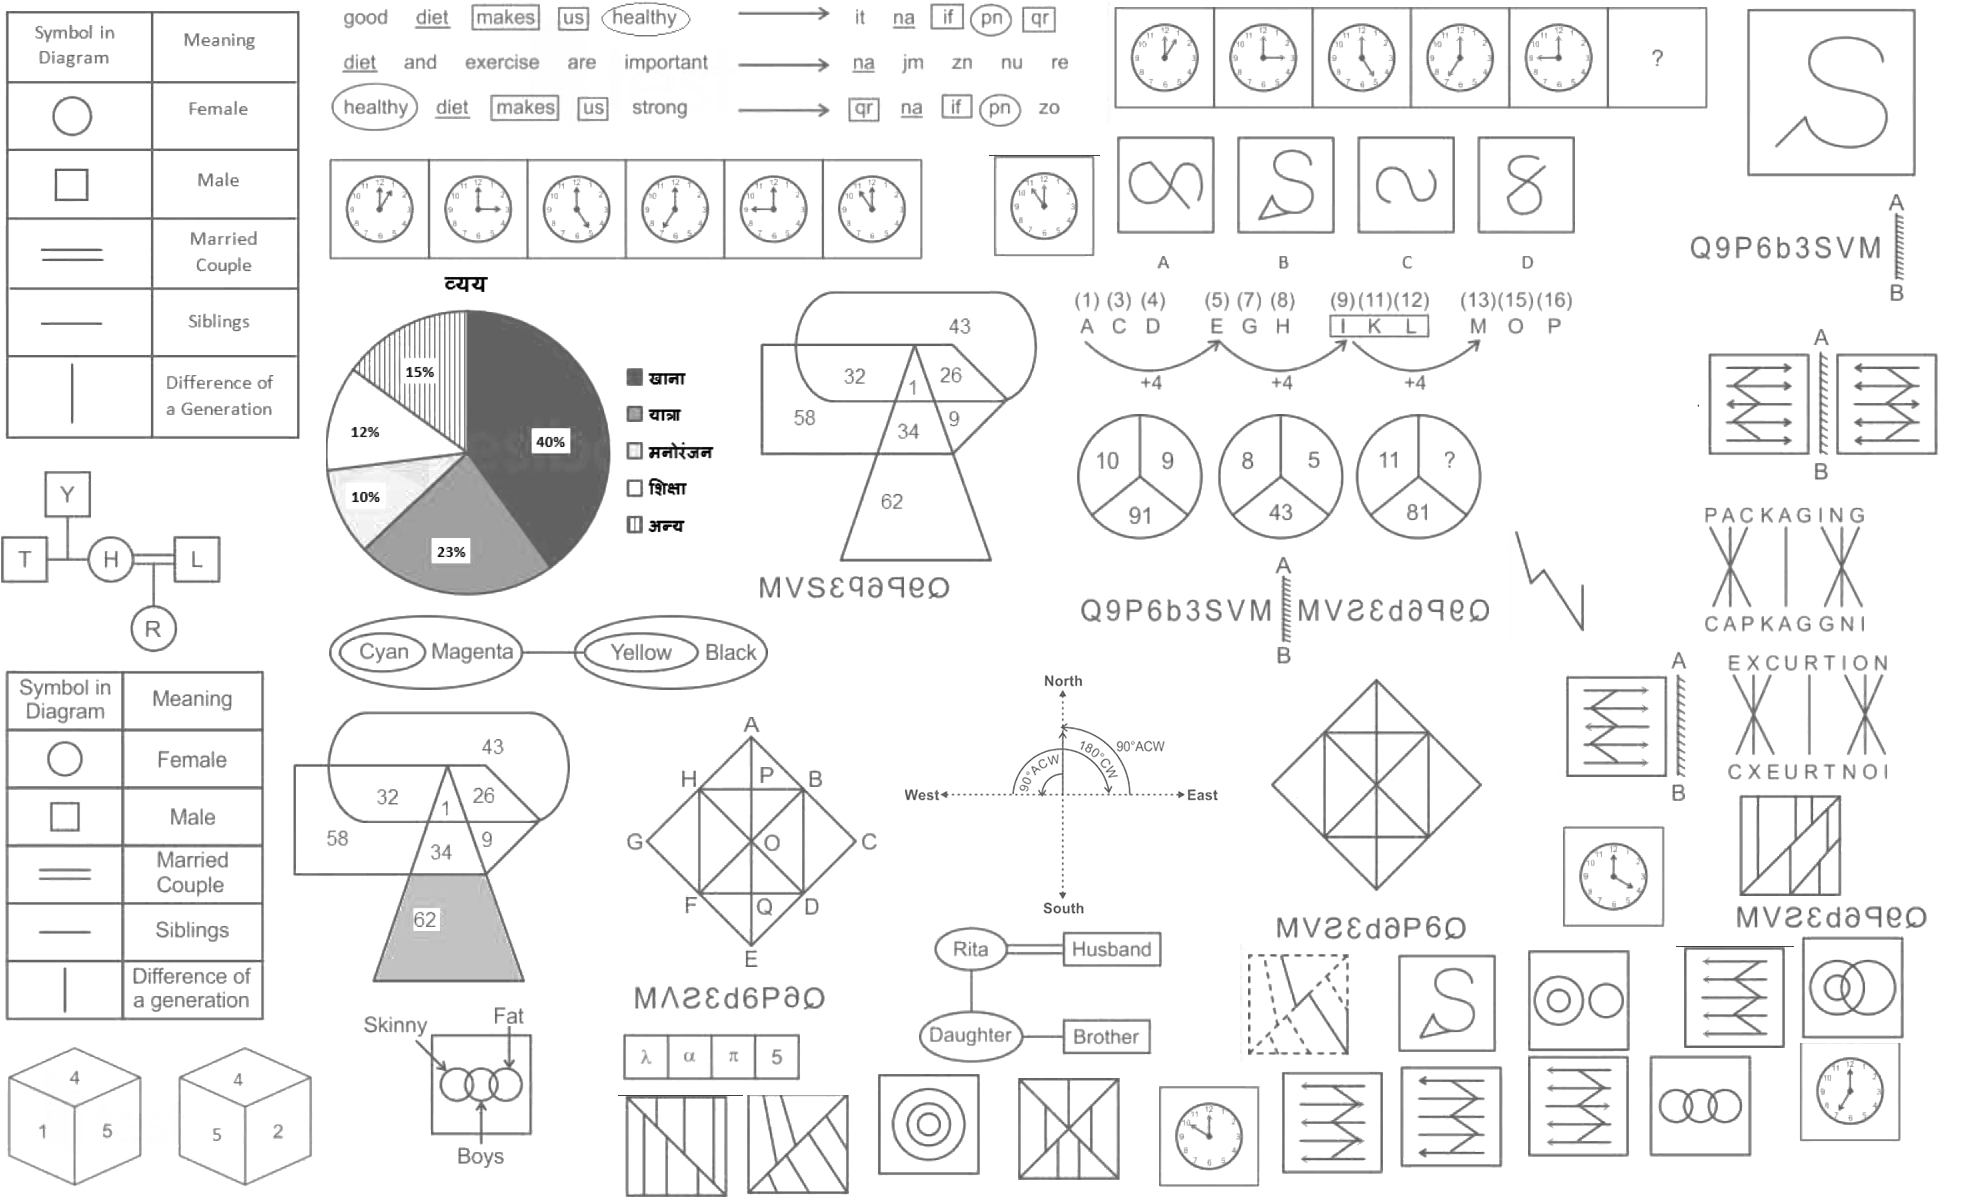 Symbol in Diagram Meaning
Female
Male
Married Couple
Siblings
Difference of a Generation
good diet makes us healthy it na if pn qr
diet and exercise are important na jm zn nu re
healthy diet makes us strong qr na if pn zo
?
A B C D
A
Q9P6b3SVM
B
व्यय
15%
12%
10%
23%
40%
खाना
यात्रा
मनोरंजन
शिक्षा
अन्य
43
32 1 26
58 34 9
62
(1) (3) (4) (5) (7) (8) (9) (11) (12) (13) (15) (16)
A C D E G H I K L M O P
+4 +4 +4
10 9 8 5 11 ?
91 43 81
A
B
Y
T H L
R
A
Q9P6b3SVM
B
PACKAGING
CAPKAGGNI
EXCURTION
CXEURTNOI
Cyan Magenta Yellow Black
Symbol in Diagram Meaning
Female
Male
Married Couple
Siblings
Difference of a generation
43
32 1 26
58 34 9
62
A
H P B
G O C
F Q D
E
North
90°ACW
90°ACW 180°CW
West East
South
A
B
Rita Husband
Daughter Brother
Skinny Fat
Boys
λ α π 5
4
1 5
4
5 2